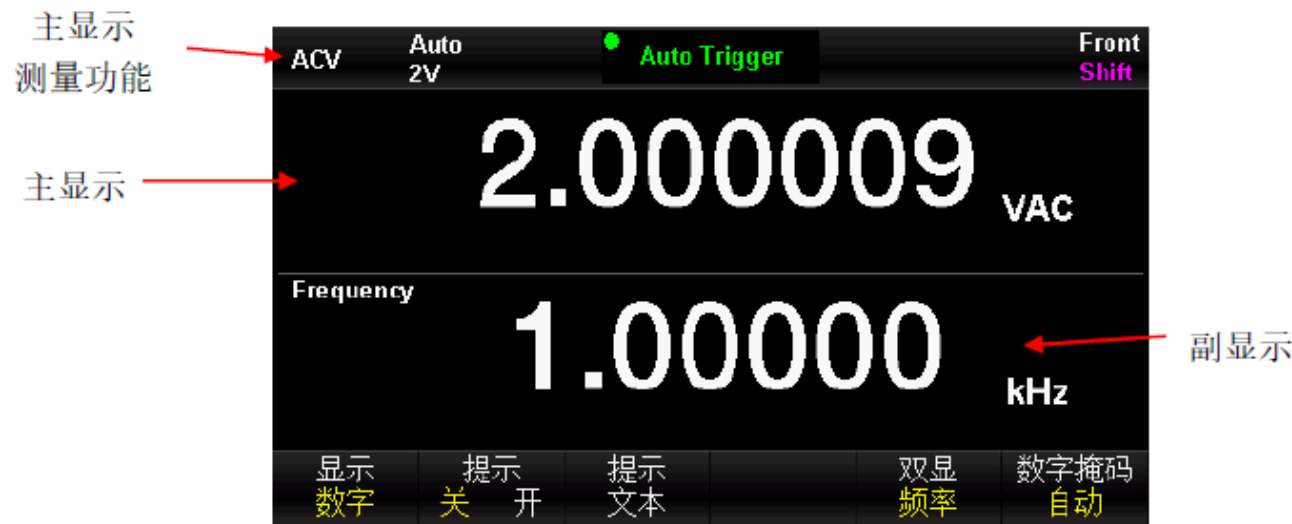 主显示
测量功能
ACV
Auto
2V
Auto Trigger
Front
Shift
主显示
2.000009 VAC
Frequency
1.00000 kHz
副显示
显示 提示 提示 双显 数字掩码
数字 关 开 文本 频率 自动